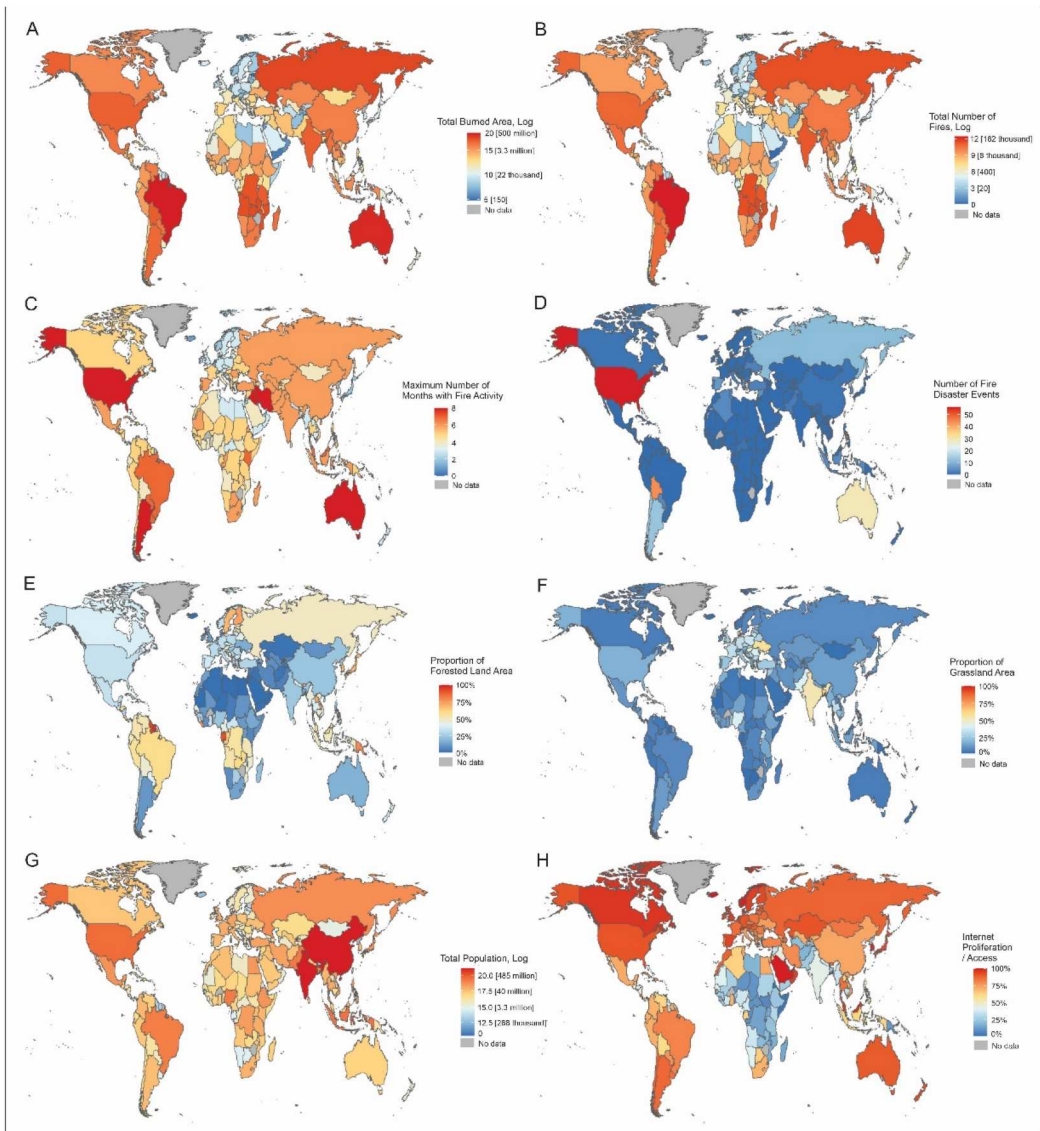 A
Total Burned Area, Log
20 [500 million]
15 [3.3 million]
10 [22 thousand]
5 [150]
No data
B
Total Number of
Fires, Log
12 [162 thousand]
9 [8 thousand]
8 [400]
3 [20]
0
No data
C
Maximum Number of
Months with Fire Activity
8
6
4
2
0
No data
D
Number of Fire
Disaster Events
50
40
30
20
10
0
No data
E
Proportion of
Forested Land Area
100%
75%
50%
25%
0%
No data
F
Proportion of
Grassland Area
100%
75%
50%
25%
0%
No data
G
Total Population, Log
20.0 [485 million]
17.5 [40 million]
15.0 [3.3 million]
12.5 [268 thousand]
0
No data
H
Internet
Proliferation
/ Access
100%
75%
50%
25%
0%
No data